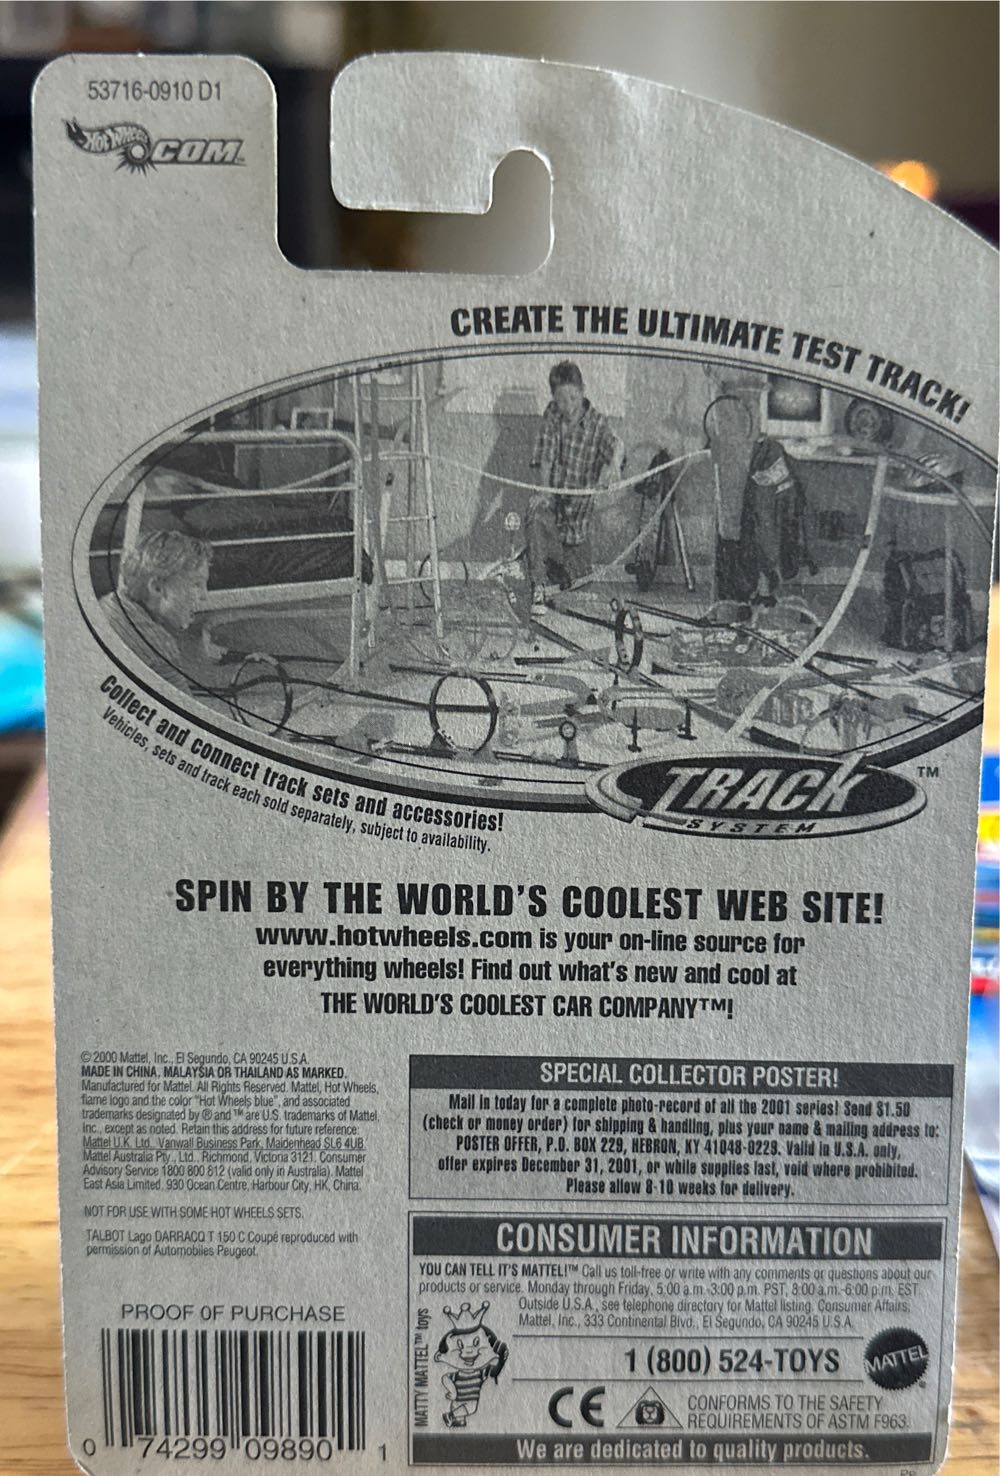 53716-0910 D1
HOT WHEELS
.COM™
CREATE THE ULTIMATE TEST TRACK!
Collect and connect track sets and accessories!
Vehicles, sets and track each sold separately, subject to availability.
TRACK™
SYSTEM
SPIN BY THE WORLD'S COOLEST WEB SITE!
www.hotwheels.com is your on-line source for
everything wheels! Find out what's new and cool at
THE WORLD'S COOLEST CAR COMPANY™!
© 2000 Mattel, Inc., El Segundo, CA 90245 U.S.A.
MADE IN CHINA, MALAYSIA OR THAILAND AS MARKED.
Manufactured for Mattel. All Rights Reserved. Mattel, Hot Wheels,
flame logo and the color "Hot Wheels blue", and associated
trademarks designated by ® and ™ are U.S. trademarks of Mattel,
Inc., except as noted. Retain this address for future reference:
Mattel U.K. Ltd., Vanwall Business Park, Maidenhead SL6 4UB.
Mattel Australia Pty., Ltd., Richmond, Victoria 3121. Consumer
Advisory Service 1800 800 812 (valid only in Australia). Mattel
East Asia Limited, 930 Ocean Centre, Harbour City, HK, China.
NOT FOR USE WITH SOME HOT WHEELS SETS.
TALBOT Lago DARRACQ T 150 C Coupé reproduced with
permission of Automobiles Peugeot.
PROOF OF PURCHASE
0 74299 09890 1
SPECIAL COLLECTOR POSTER!
Mail in today for a complete photo-record of all the 2001 series! Send $1.50
(check or money order) for shipping & handling, plus your name & mailing address to:
POSTER OFFER, P.O. BOX 229, HEBRON, KY 41048-0229. Valid in U.S.A. only,
offer expires December 31, 2001, or while supplies last, void where prohibited.
Please allow 8-10 weeks for delivery.
CONSUMER INFORMATION
YOU CAN TELL IT'S MATTEL!™ Call us toll-free or write with any comments or questions about our
products or service. Monday through Friday, 5:00 a.m.-3:00 p.m. PST, 8:00 a.m.-6:00 p.m. EST.
Outside U.S.A., see telephone directory for Mattel listing. Consumer Affairs,
Mattel, Inc., 333 Continental Blvd., El Segundo, CA 90245 U.S.A.
MATTY MATTEL™ toys
1 (800) 524-TOYS
MATTEL®
CE
CONFORMS TO THE SAFETY
REQUIREMENTS OF ASTM F963.
We are dedicated to quality products.